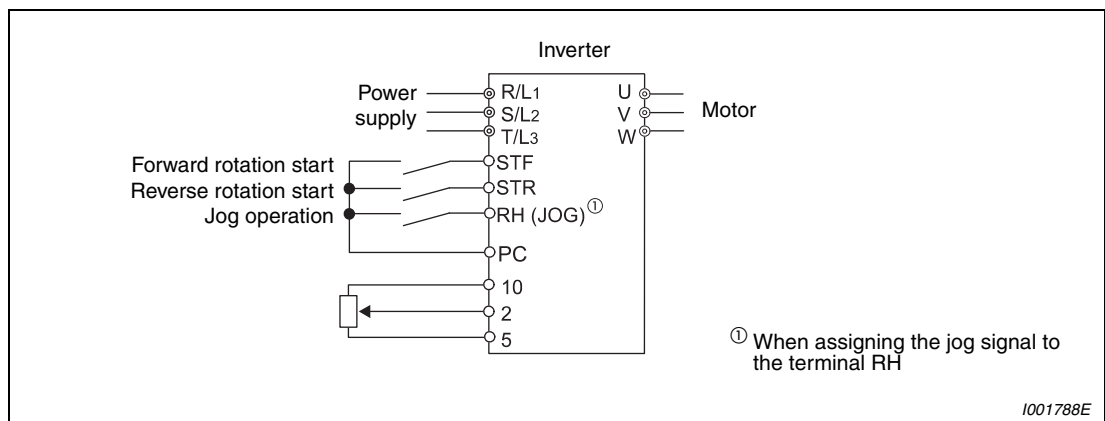 Inverter
Power
supply
R/L1
S/L2
T/L3
U
V
W
Motor
Forward rotation start
STF
Reverse rotation start
STR
Jog operation
RH (JOG)①
PC
10
2
5
① When assigning the jog signal to
the terminal RH
I001788E